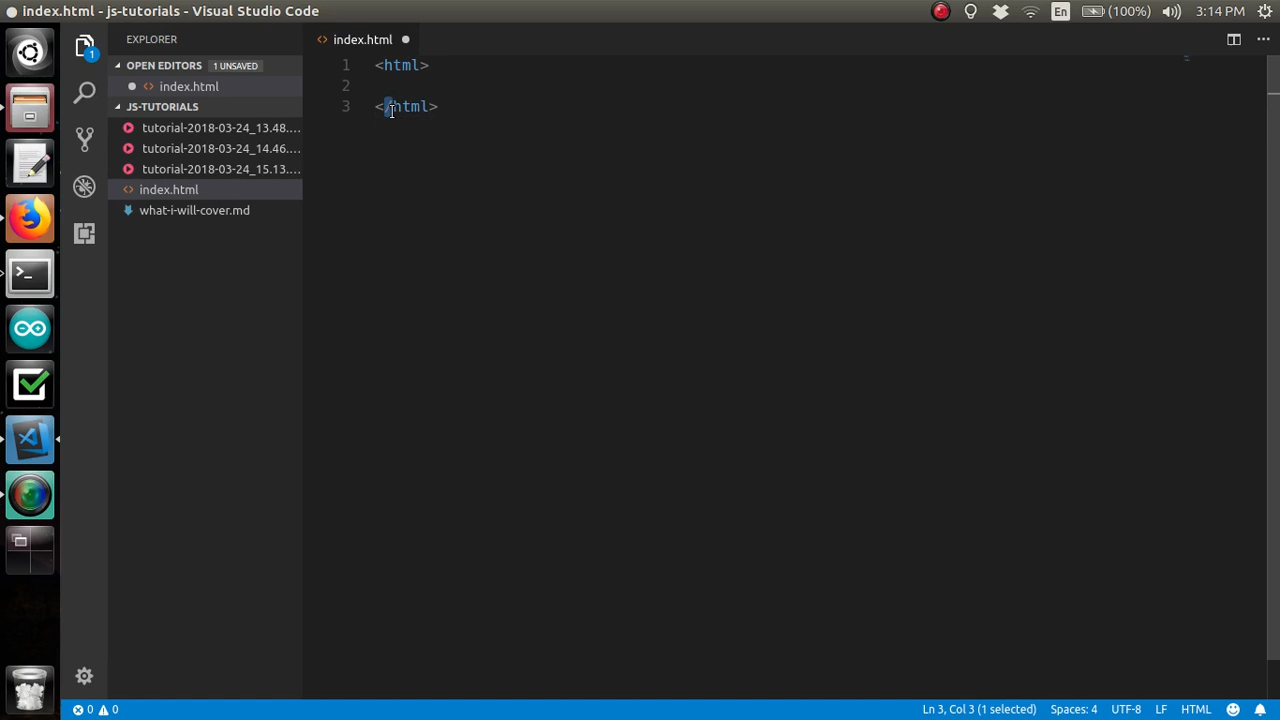 index.html - js-tutorials - Visual Studio Code
En
(100%)
3:14 PM
EXPLORER
1
OPEN EDITORS
1 UNSAVED
index.html
JS-TUTORIALS
tutorial-2018-03-24_13.48....
tutorial-2018-03-24_14.46....
tutorial-2018-03-24_15.13....
index.html
what-i-will-cover.md
index.html
1 <html>
2
3 </html>
0 0
Ln 3, Col 3 (1 selected)
Spaces: 4
UTF-8
LF
HTML